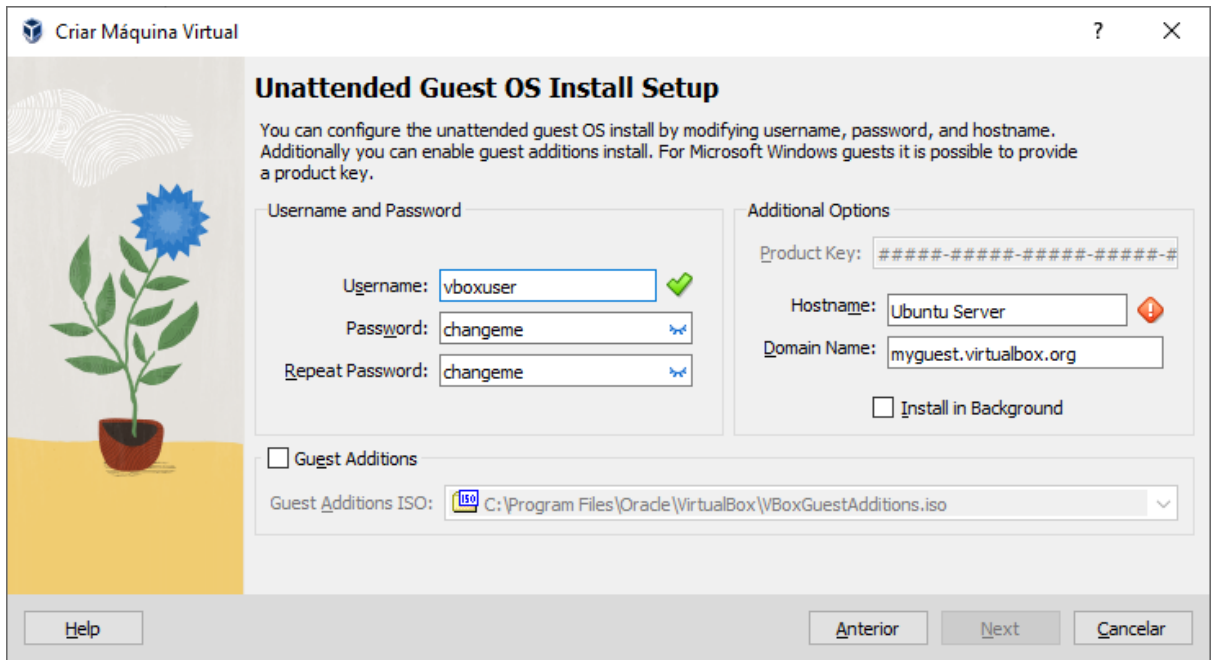 Criar Máquina Virtual
?
Unattended Guest OS Install Setup
You can configure the unattended guest OS install by modifying username, password, and hostname.
Additionally you can enable guest additions install. For Microsoft Windows guests it is possible to provide
a product key.
Username and Password
Username: vboxuser
Password: changeme
Repeat Password: changeme
Additional Options
Product Key: #####-#####-#####-#####-#
Hostname: Ubuntu Server
Domain Name: myguest.virtualbox.org
Install in Background
Guest Additions
Guest Additions ISO: ISO C:\Program Files\Oracle\VirtualBox\VBoxGuestAdditions.iso
Help
Anterior
Next
Cancelar